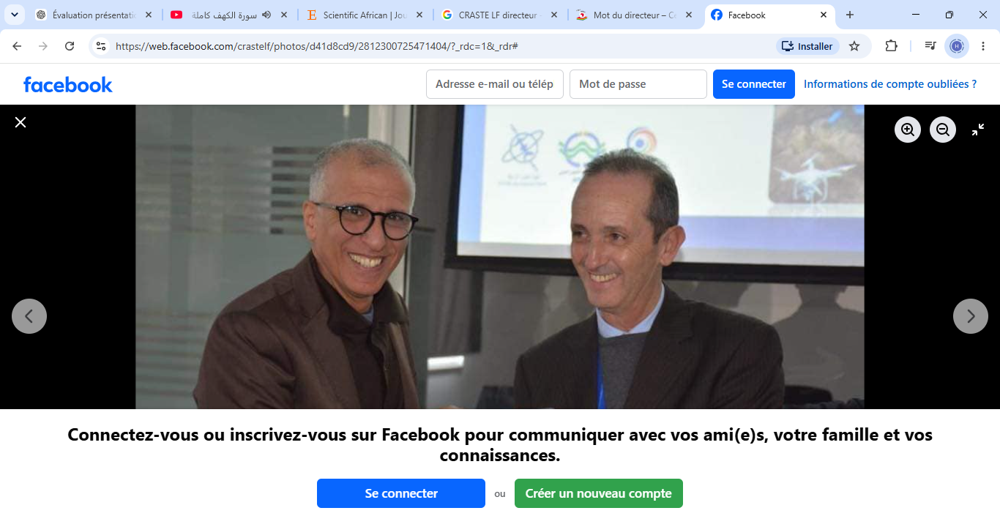 Évaluation présentatio
سورة الكهف كاملة
Scientific African | Jou
CRASTE LF directeur
Mot du directeur – Ce
Facebook
https://web.facebook.com/crastelf/photos/d41d8cd9/2812300725471404/?_rdc=1&_rdr#
Installer
H
facebook
Adresse e-mail ou télép
Mot de passe
Se connecter
Informations de compte oubliées ?
Connectez-vous ou inscrivez-vous sur Facebook pour communiquer avec vos ami(e)s, votre famille et vos
connaissances.
Se connecter
ou
Créer un nouveau compte